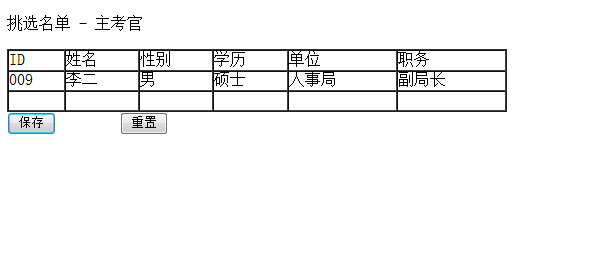 挑选名单 - 主考官
ID 姓名 性别 学历 单位 职务
009 李二 男 硕士 人事局 副局长
保存 重置